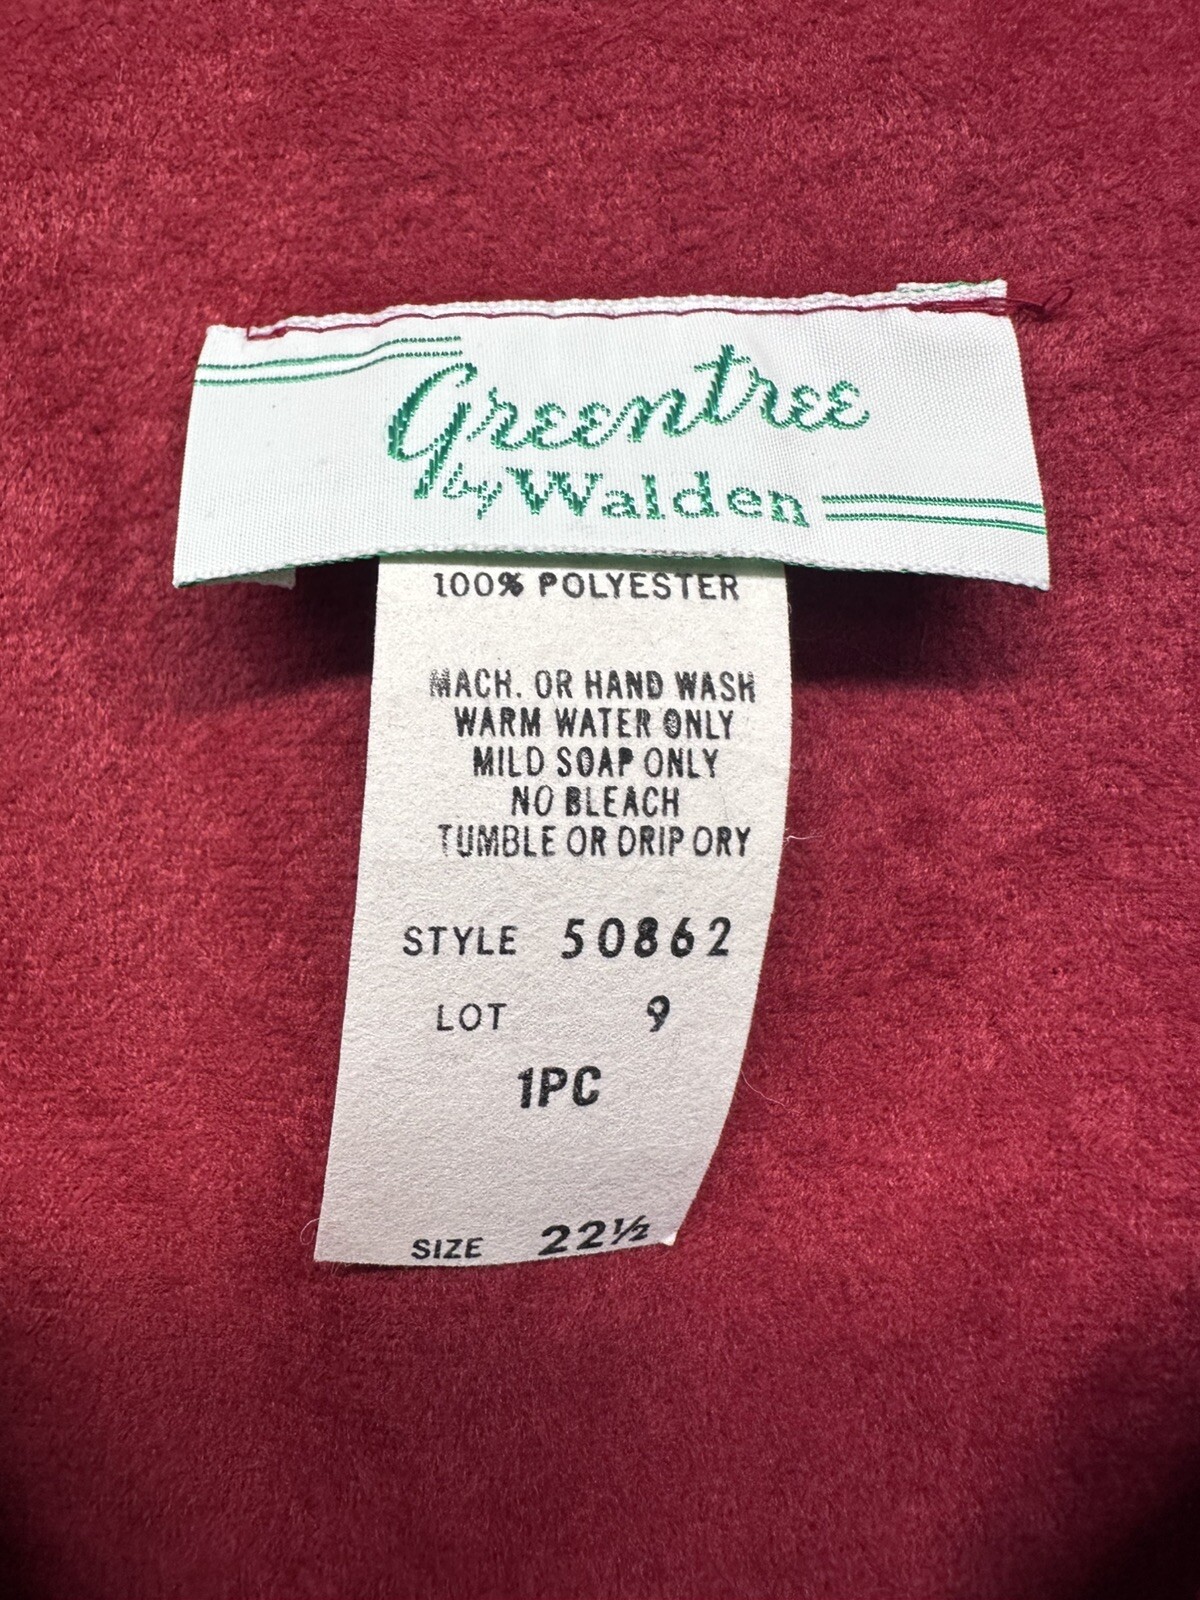 Greentree
by Walden
100% POLYESTER
MACH. OR HAND WASH
WARM WATER ONLY
MILD SOAP ONLY
NO BLEACH
TUMBLE OR DRIP DRY
STYLE 50862
LOT 9
1PC
SIZE 22½